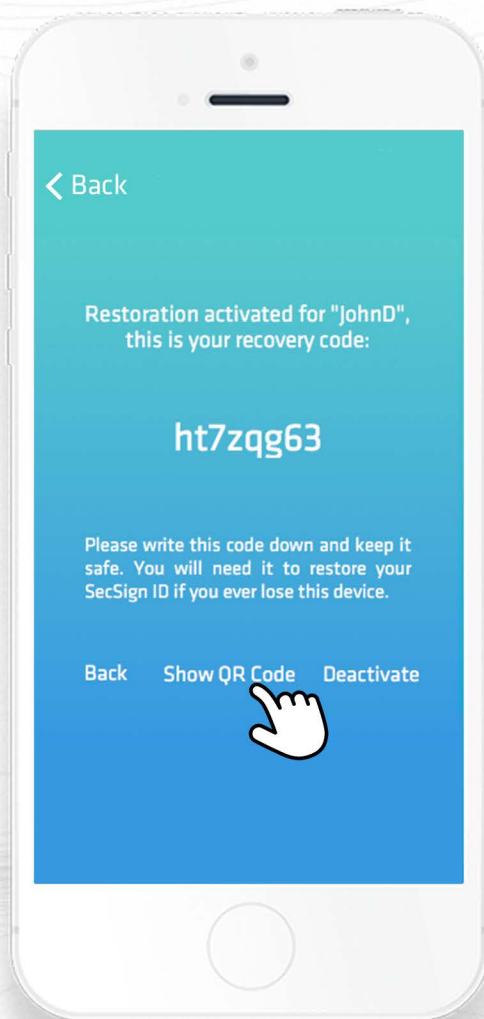 Back
Restoration activated for "JohnD",
this is your recovery code:
ht7zqg63
Please write this code down and keep it
safe. You will need it to restore your
SecSign ID if you ever lose this device.
Back Show QR Code Deactivate